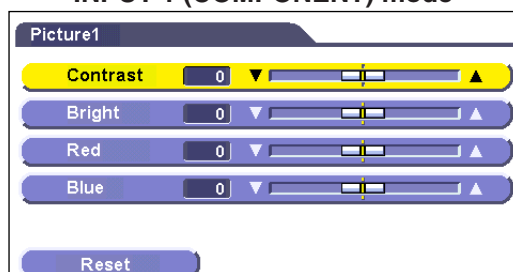 INPUT 1 (COMPONENT) Mode
Picture1
Contrast 0
Bright 0
Red 0
Blue 0
Reset